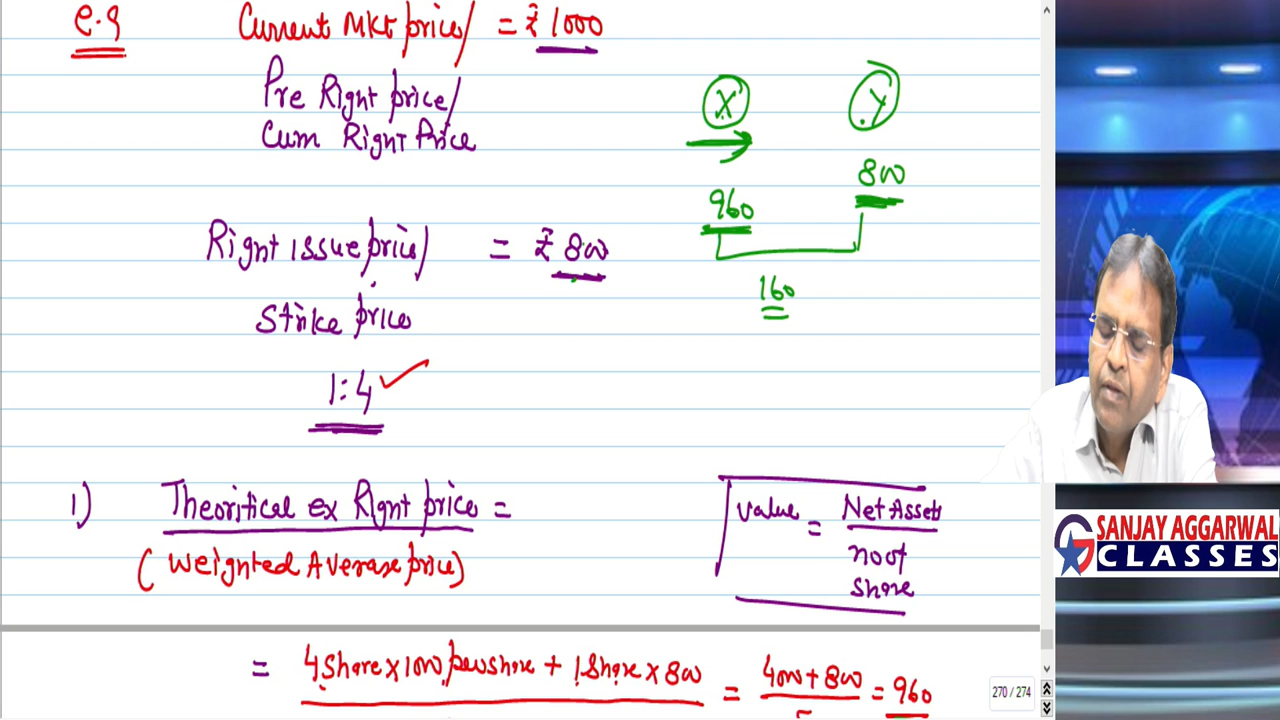 e.g Current Mkt price/ = ₹ 1000
Pre Right price/
Cum Right Price
X Y
960 800
160
Right issue price/ = ₹ 800
Strike price
1:4
1) Theoritical ex Right price =
(Weighted Average price)
Value = Net Assets
no of
share
= 4 share x 1000 per share + 1 share x 800 = 4000 + 800 = 960
5
270 / 274
SANJAY AGGARWAL
CLASSES